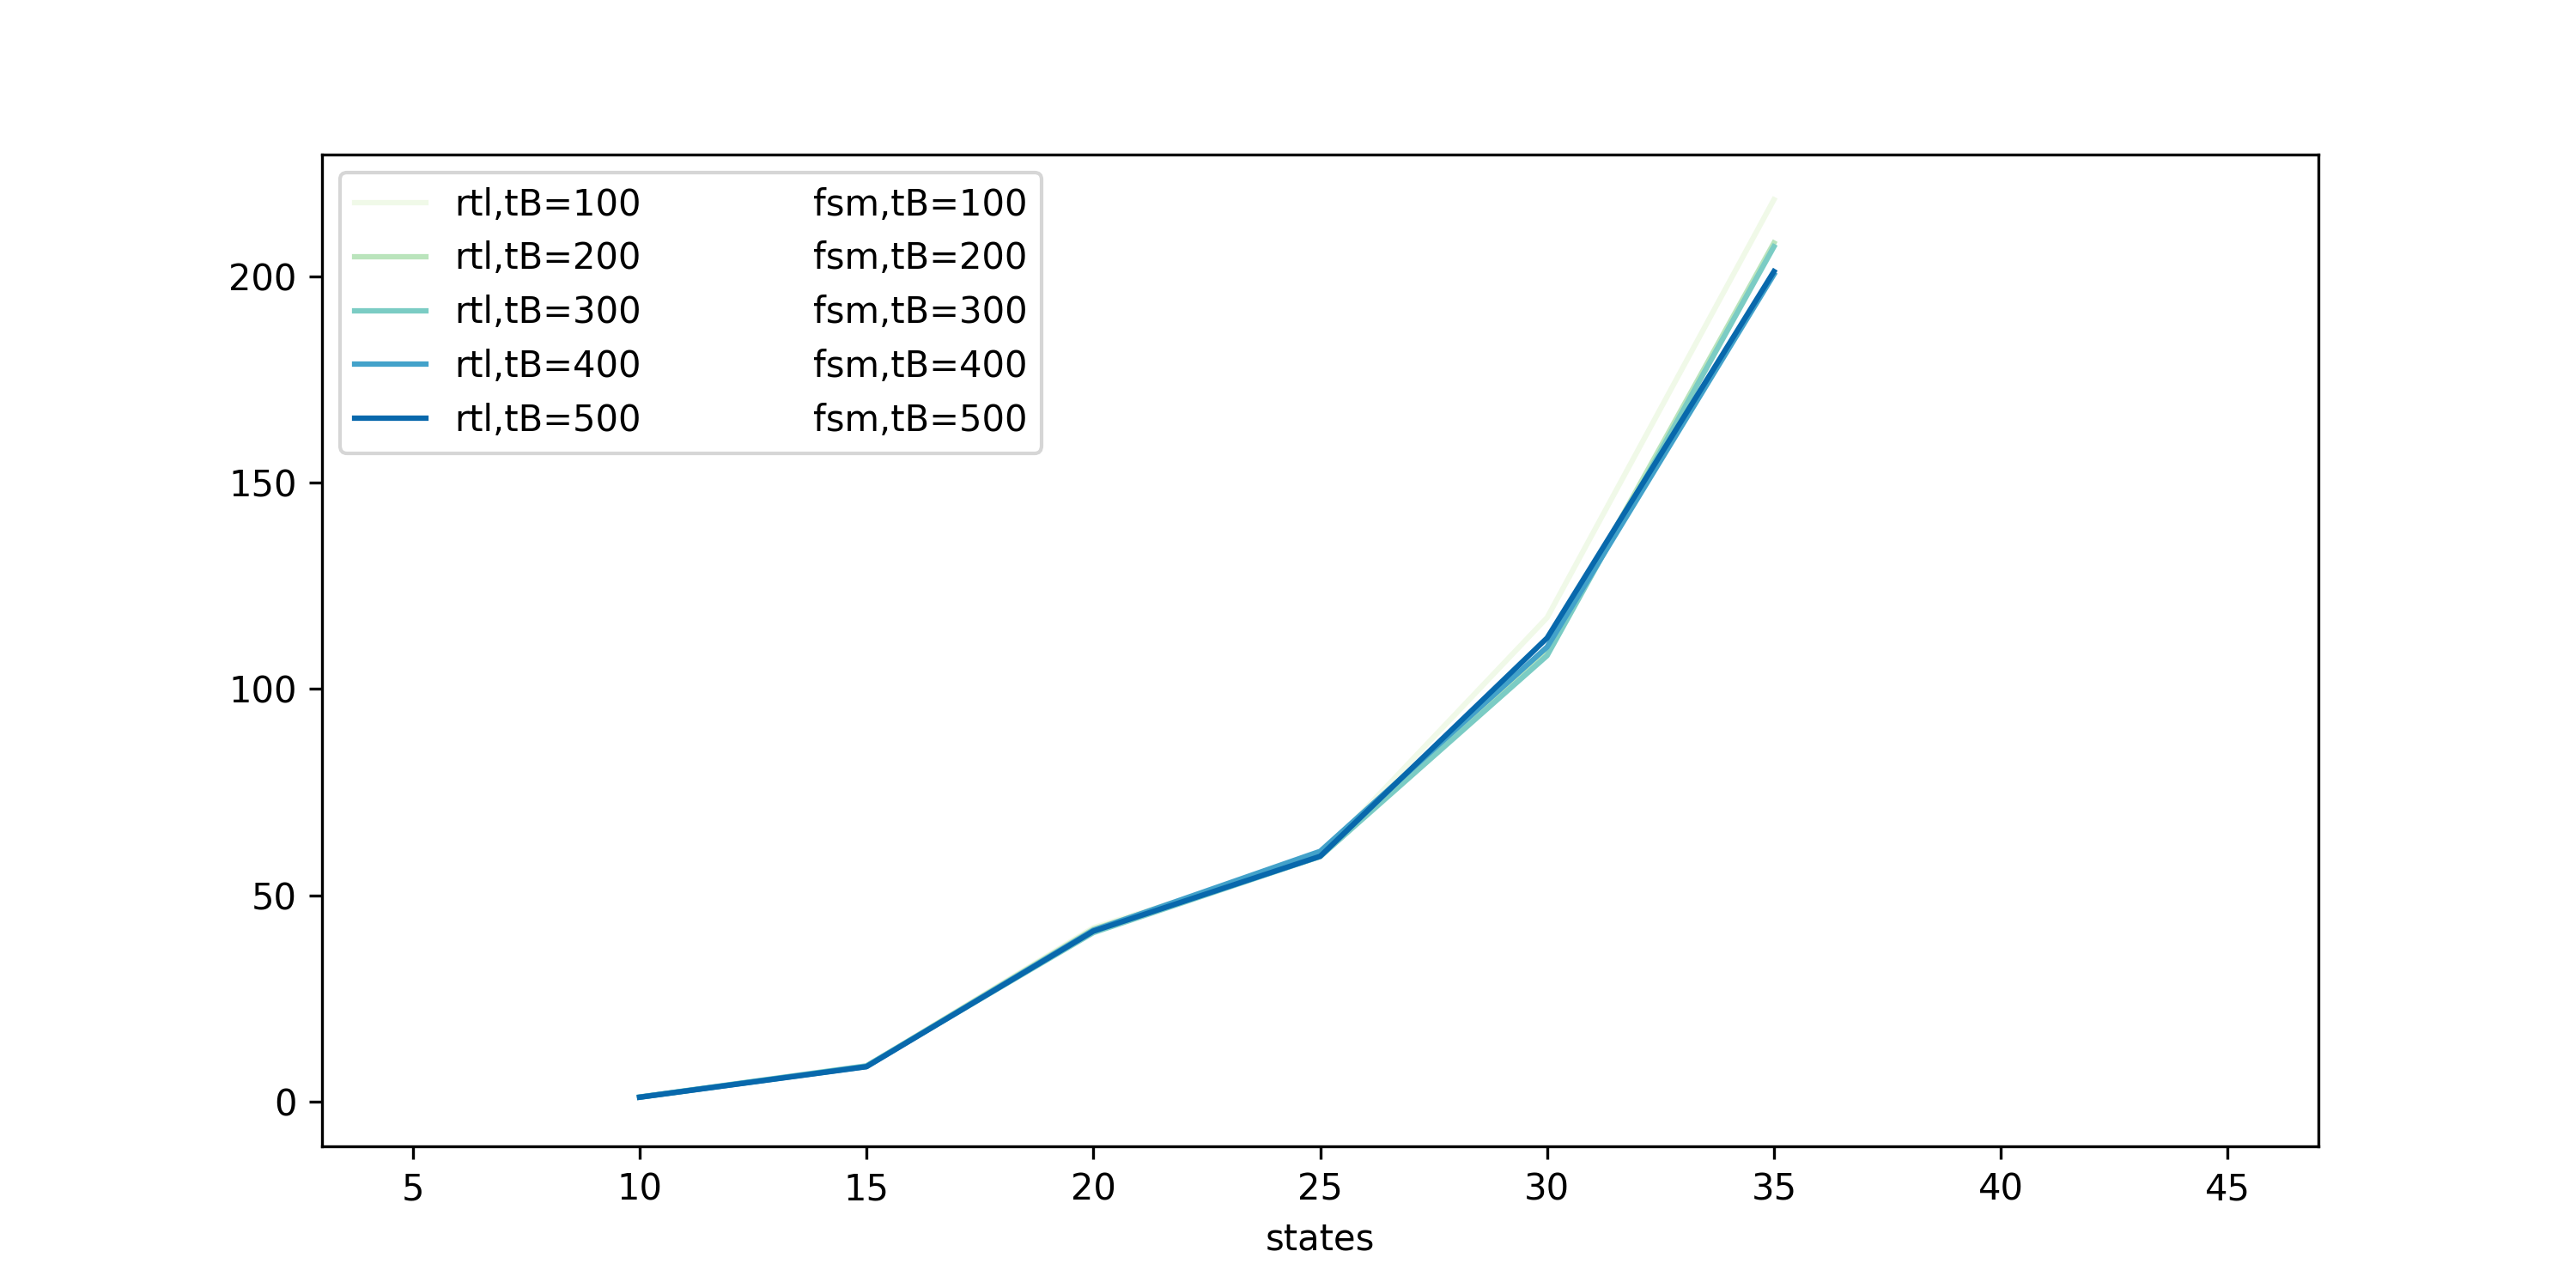 rtl,tB=100 fsm,tB=100
rtl,tB=200 fsm,tB=200
rtl,tB=300 fsm,tB=300
rtl,tB=400 fsm,tB=400
rtl,tB=500 fsm,tB=500
200
150
100
50
0
5 10 15 20 25 30 35 40 45
states